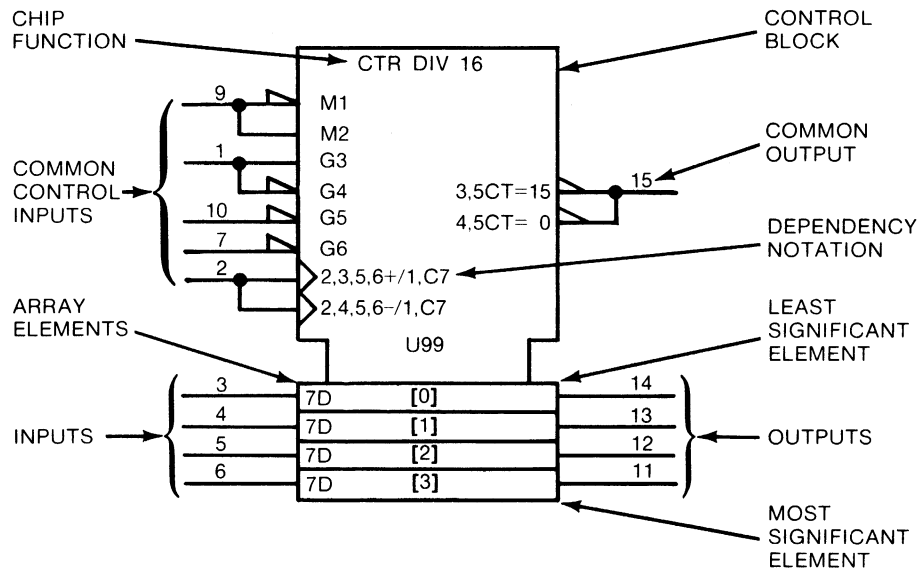 CHIP
FUNCTION
CONTROL
BLOCK
CTR DIV 16
9
M1
M2
1
G3
G4
10
G5
7
G6
2
2,3,5,6+/1,C7
2,4,5,6−/1,C7
COMMON
CONTROL
INPUTS
3,5CT=15
4,5CT= 0
15
COMMON
OUTPUT
DEPENDENCY
NOTATION
ARRAY
ELEMENTS
U99
LEAST
SIGNIFICANT
ELEMENT
INPUTS
3
7D
[0]
14
4
7D
[1]
13
5
7D
[2]
12
6
7D
[3]
11
OUTPUTS
MOST
SIGNIFICANT
ELEMENT